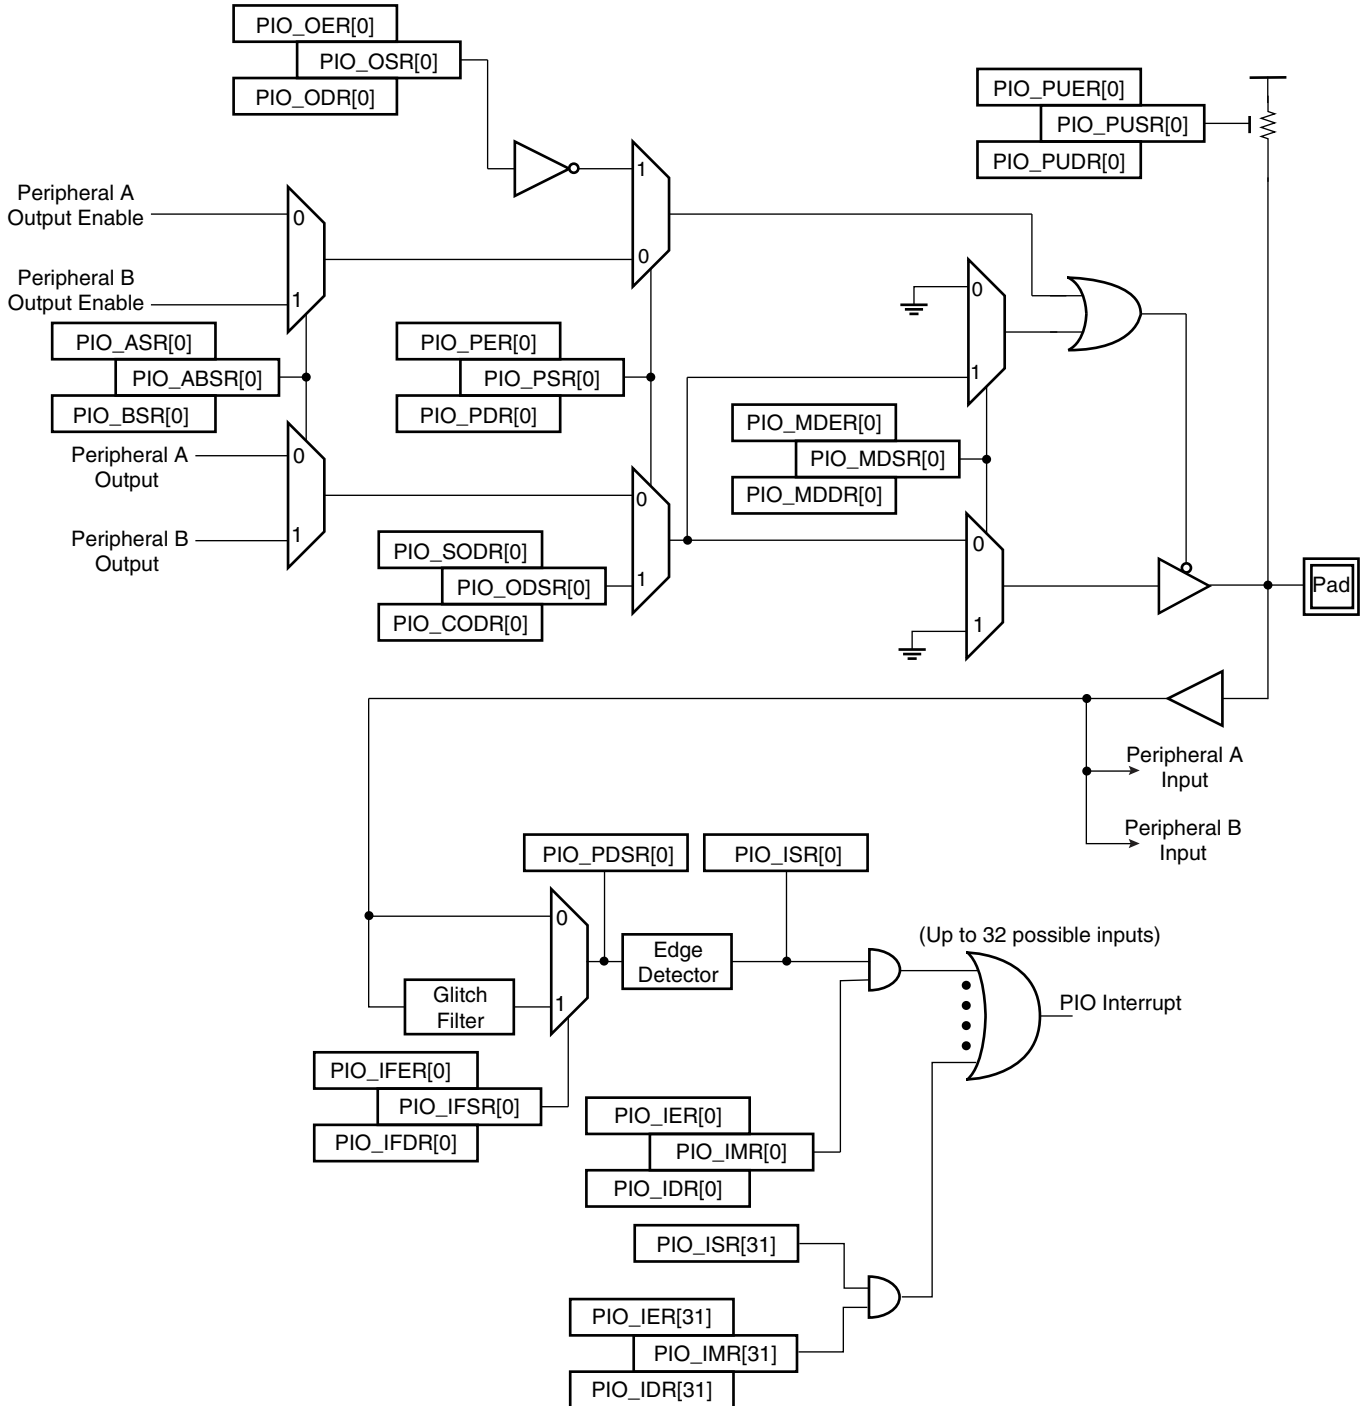 PIO_OER[0]
PIO_OSR[0]
PIO_ODR[0]
PIO_PUER[0]
PIO_PUSR[0]
PIO_PUDR[0]
1
Peripheral A
Output Enable
0
0
Peripheral B
Output Enable
1
0
PIO_ASR[0]
PIO_ABSR[0]
PIO_BSR[0]
PIO_PER[0]
PIO_PSR[0]
PIO_PDR[0]
1
PIO_MDER[0]
PIO_MDSR[0]
PIO_MDDR[0]
Peripheral A
Output
0
0
Peripheral B
Output
1
PIO_SODR[0]
PIO_ODSR[0]
PIO_CODR[0]
1
0
1
Pad
Peripheral A
Input
Peripheral B
Input
PIO_PDSR[0]
PIO_ISR[0]
0
Edge
Detector
(Up to 32 possible inputs)
Glitch
Filter
1
PIO Interrupt
PIO_IFER[0]
PIO_IFSR[0]
PIO_IFDR[0]
PIO_IER[0]
PIO_IMR[0]
PIO_IDR[0]
PIO_ISR[31]
PIO_IER[31]
PIO_IMR[31]
PIO_IDR[31]